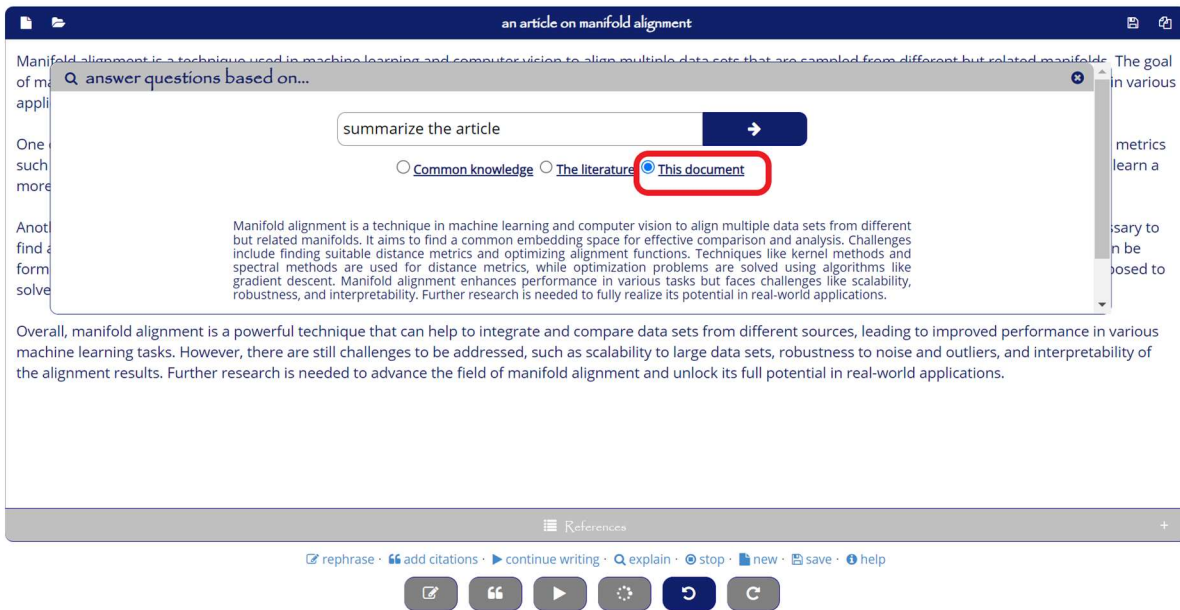 an article on manifold alignment
Manifold alignment is a technique used in machine learning and computer vision to align multiple data sets that are sampled from different but related manifolds. The goal
of in various
appli
answer questions based on...
summarize the article
Common knowledge The literature This document
One metrics
such learn a
more
Manifold alignment is a technique in machine learning and computer vision to align multiple data sets from different
but related manifolds. It aims to find a common embedding space for effective comparison and analysis. Challenges
include finding suitable distance metrics and optimizing alignment functions. Techniques like kernel methods and
spectral methods are used for distance metrics, while optimization problems are solved using algorithms like
gradient descent. Manifold alignment enhances performance in various tasks but faces challenges like scalability,
robustness, and interpretability. Further research is needed to fully realize its potential in real-world applications.
Anot ssary to
find n be
form posed to
solve
Overall, manifold alignment is a powerful technique that can help to integrate and compare data sets from different sources, leading to improved performance in various
machine learning tasks. However, there are still challenges to be addressed, such as scalability to large data sets, robustness to noise and outliers, and interpretability of
the alignment results. Further research is needed to advance the field of manifold alignment and unlock its full potential in real-world applications.
References +
rephrase · add citations · continue writing · explain · stop · new · save · help